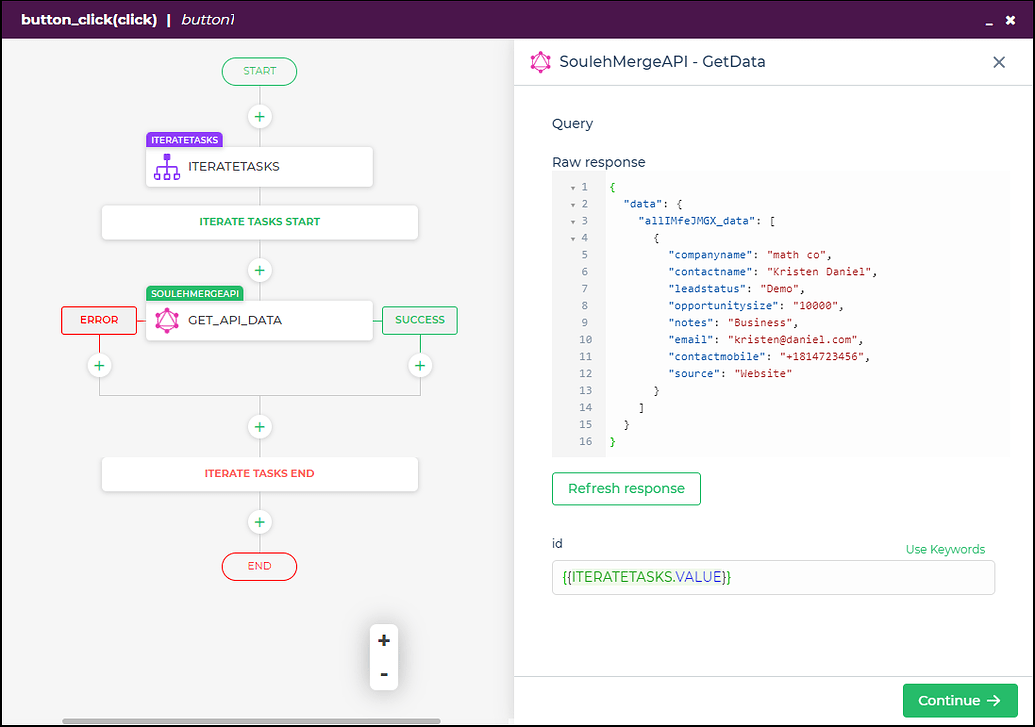 button_click(click) | button1
START
ITERATETASKS
ITERATETASKS
ITERATE TASKS START
SOULEHMERGEAPI
ERROR
GET_API_DATA
SUCCESS
ITERATE TASKS END
END
+
-
SoulehMergeAPI - GetData
Query
Raw response
1 {
2 "data": {
3 "allIMfeJMGX_data": [
4 {
5 "companyname": "math co",
6 "contactname": "Kristen Daniel",
7 "leadstatus": "Demo",
8 "opportunitysize": "10000",
9 "notes": "Business",
10 "email": "kristen@daniel.com",
11 "contactmobile": "+1814723456",
12 "source": "Website"
13 }
14 ]
15 }
16 }
Refresh response
id
Use Keywords
{{ITERATETASKS.VALUE}}
Continue →